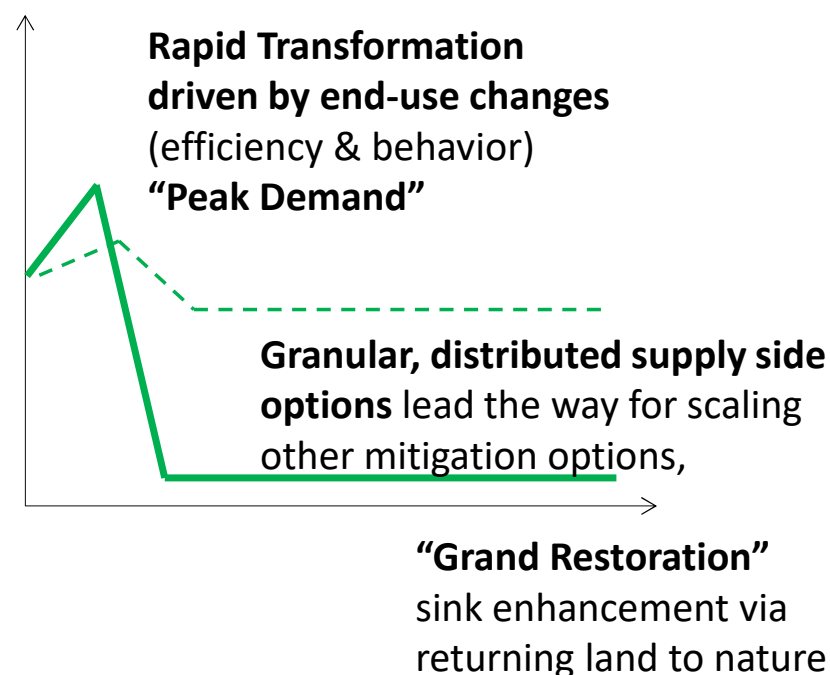 Rapid Transformation
driven by end-use changes
(efficiency & behavior)
“Peak Demand”
Granular, distributed supply side
options lead the way for scaling
other mitigation options,
“Grand Restoration”
sink enhancement via
returning land to nature